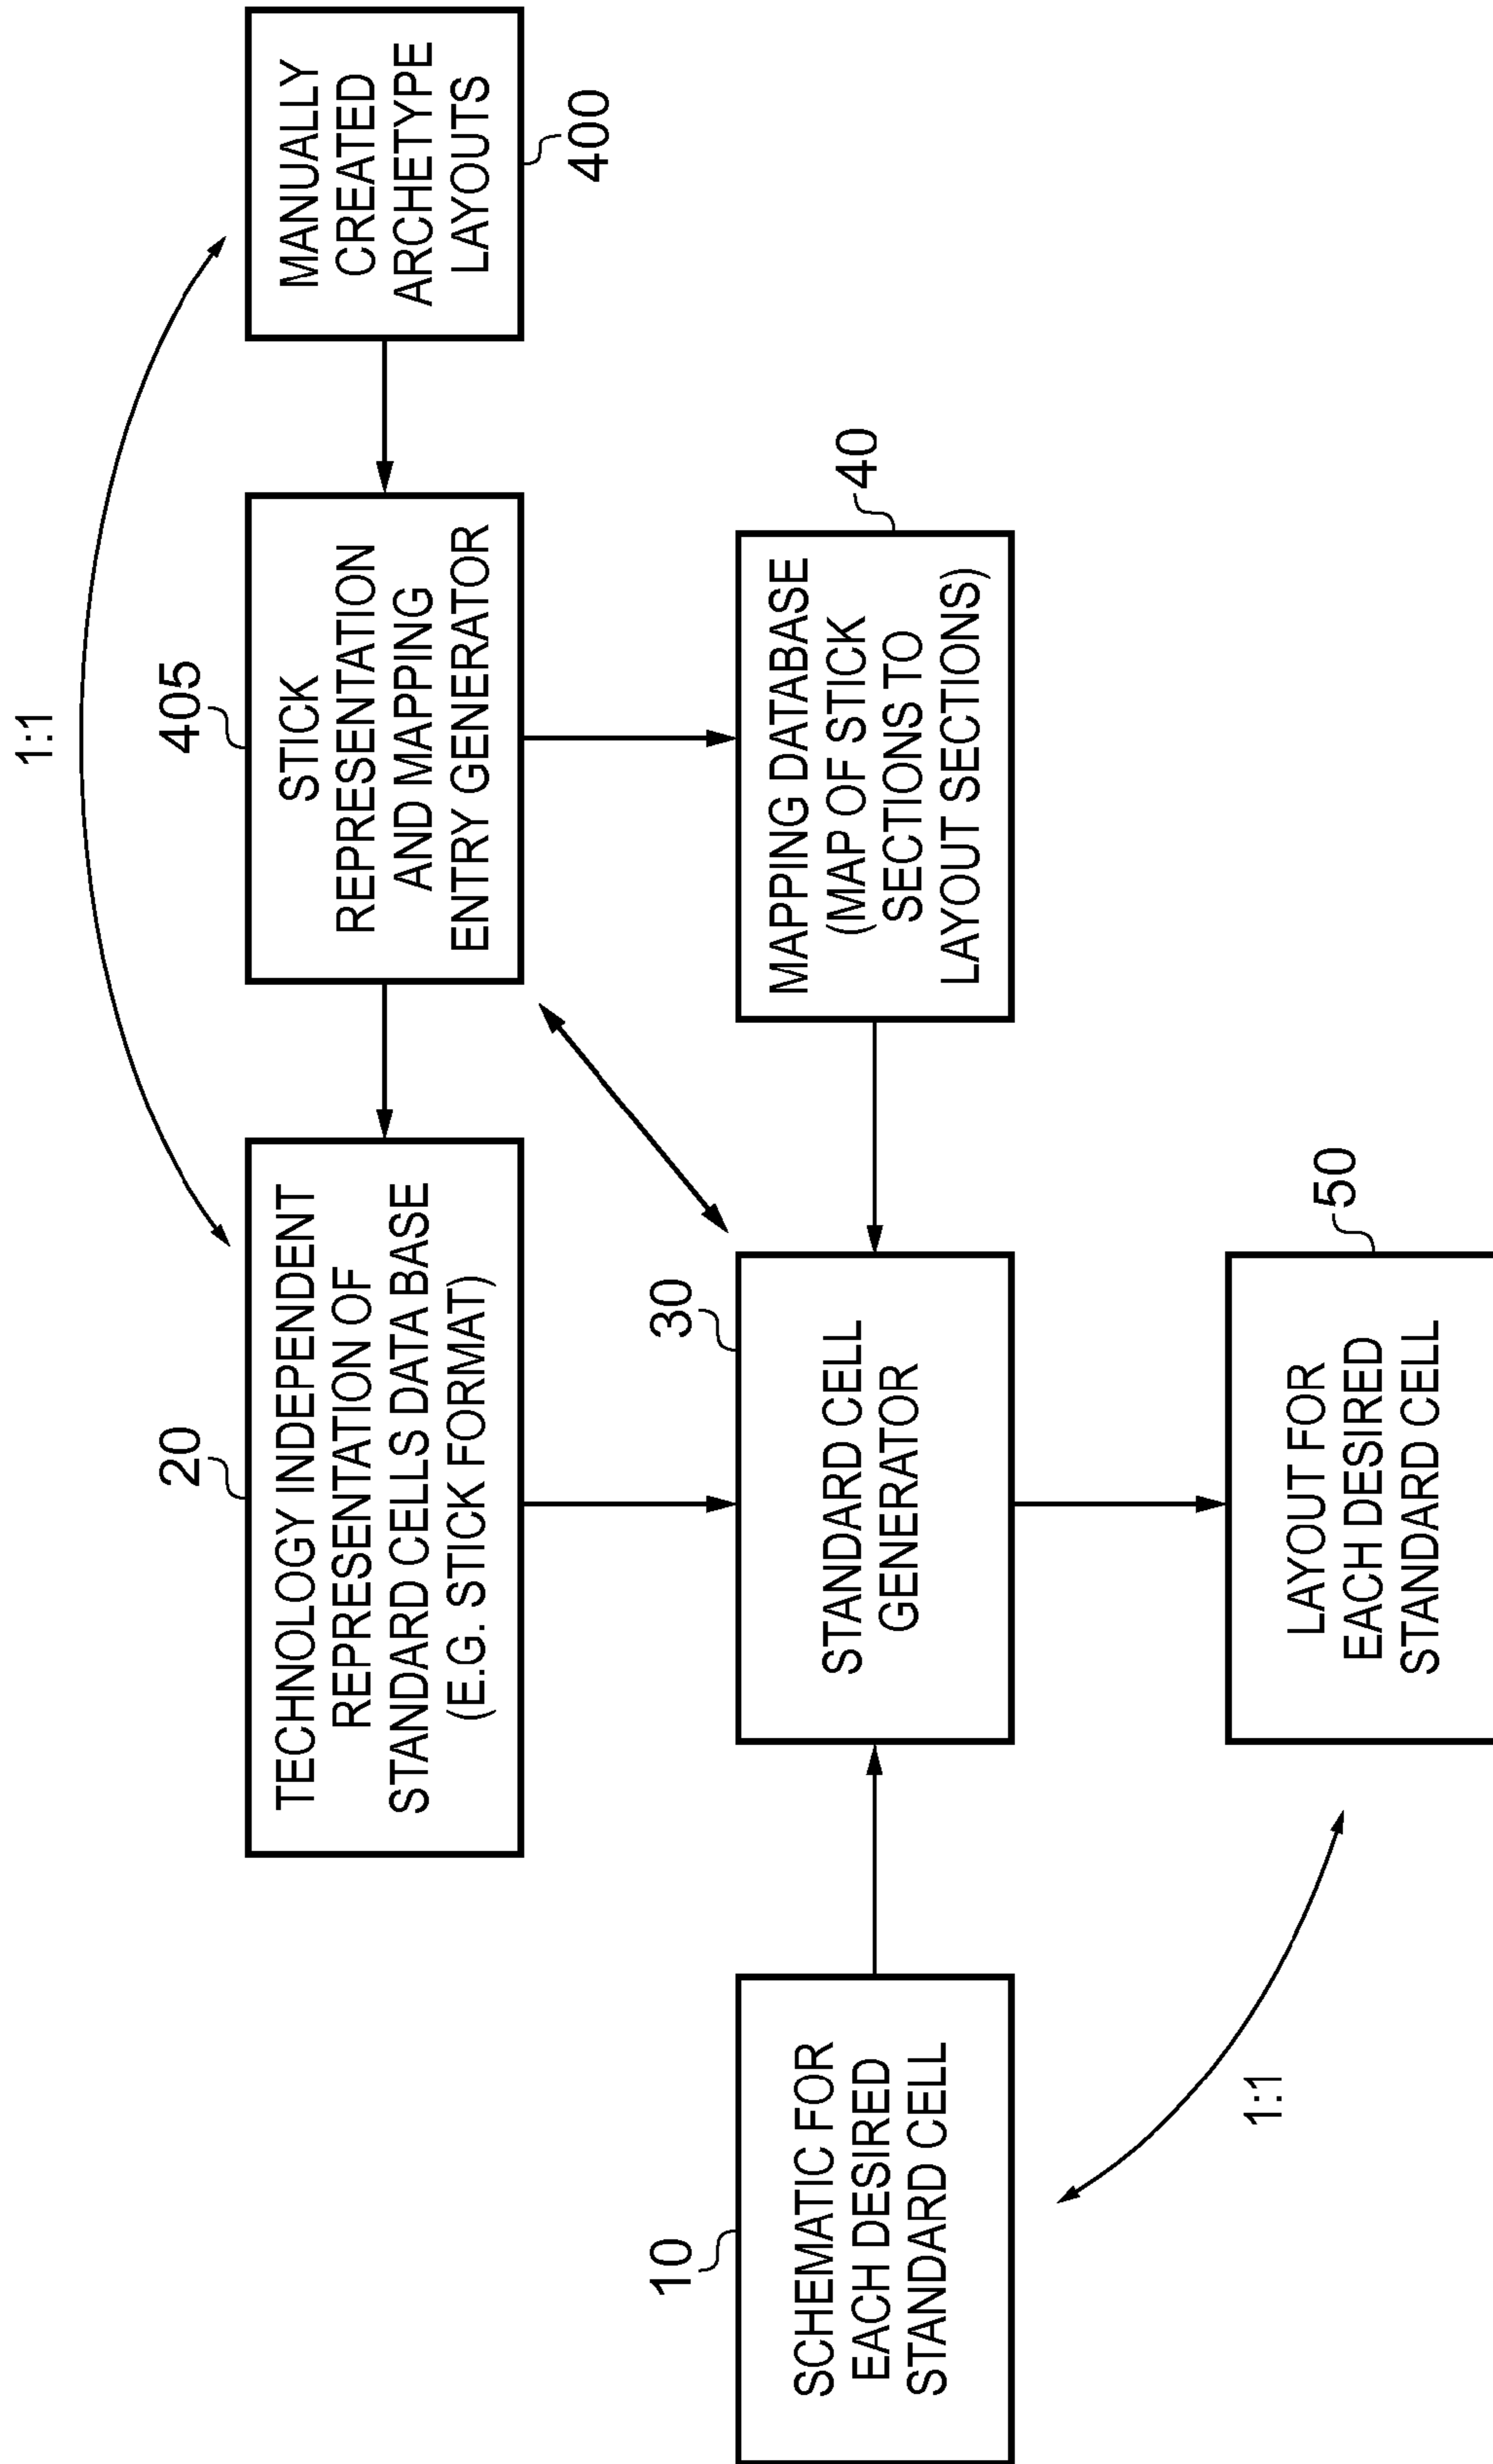 1:1
20
TECHNOLOGY INDEPENDENT
REPRESENTATION OF
STANDARD CELLS DATA BASE
(E.G. STICK FORMAT)
405
STICK
REPRESENTATION
AND MAPPING
ENTRY GENERATOR
MANUALLY
CREATED
ARCHETYPE
LAYOUTS
400
10
SCHEMATIC FOR
EACH DESIRED
STANDARD CELL
30
STANDARD CELL
GENERATOR
MAPPING DATABASE
(MAP OF STICK
SECTIONS TO
LAYOUT SECTIONS)
40
1:1
LAYOUT FOR
EACH DESIRED
STANDARD CELL
50